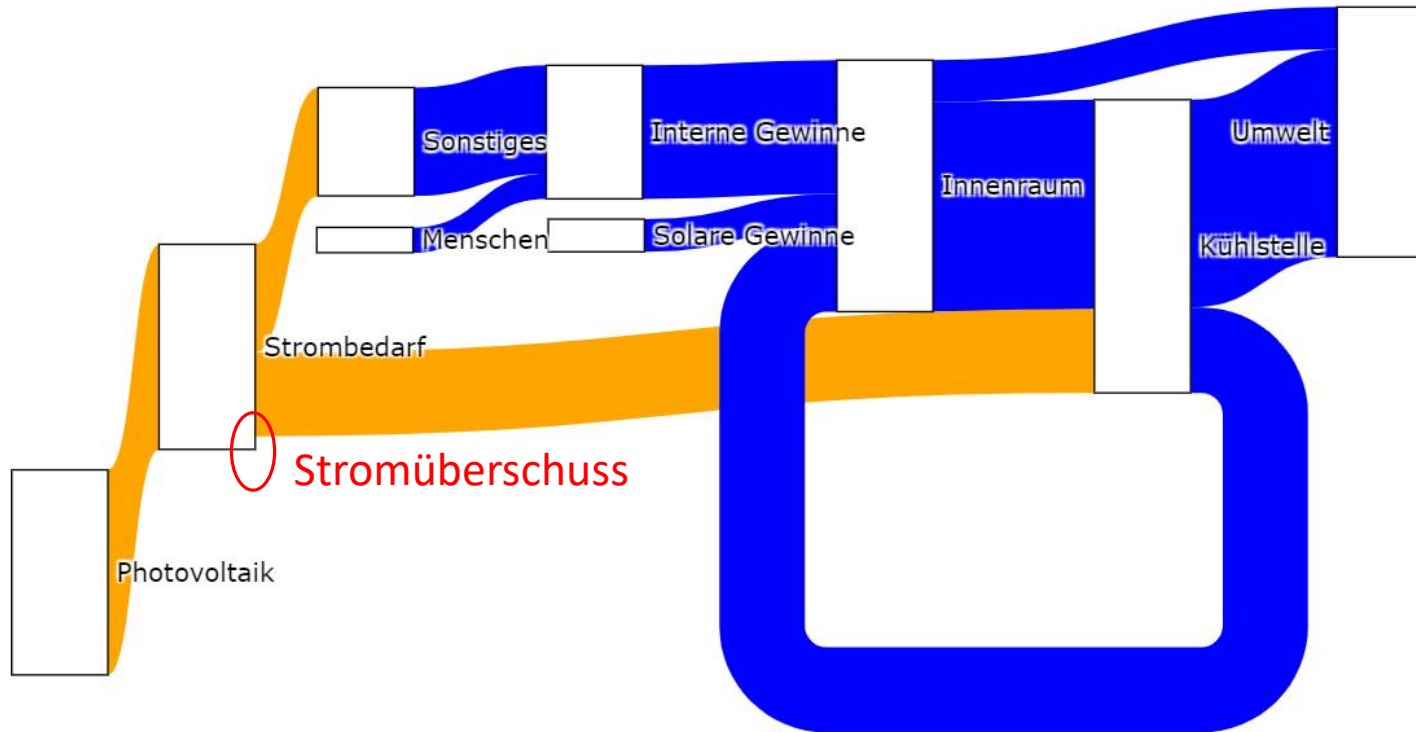 Sonstiges
Interne Gewinne
Umwelt
Innenraum
Menschen
Solare Gewinne
Kühlstelle
Strombedarf
Stromüberschuss
Photovoltaik